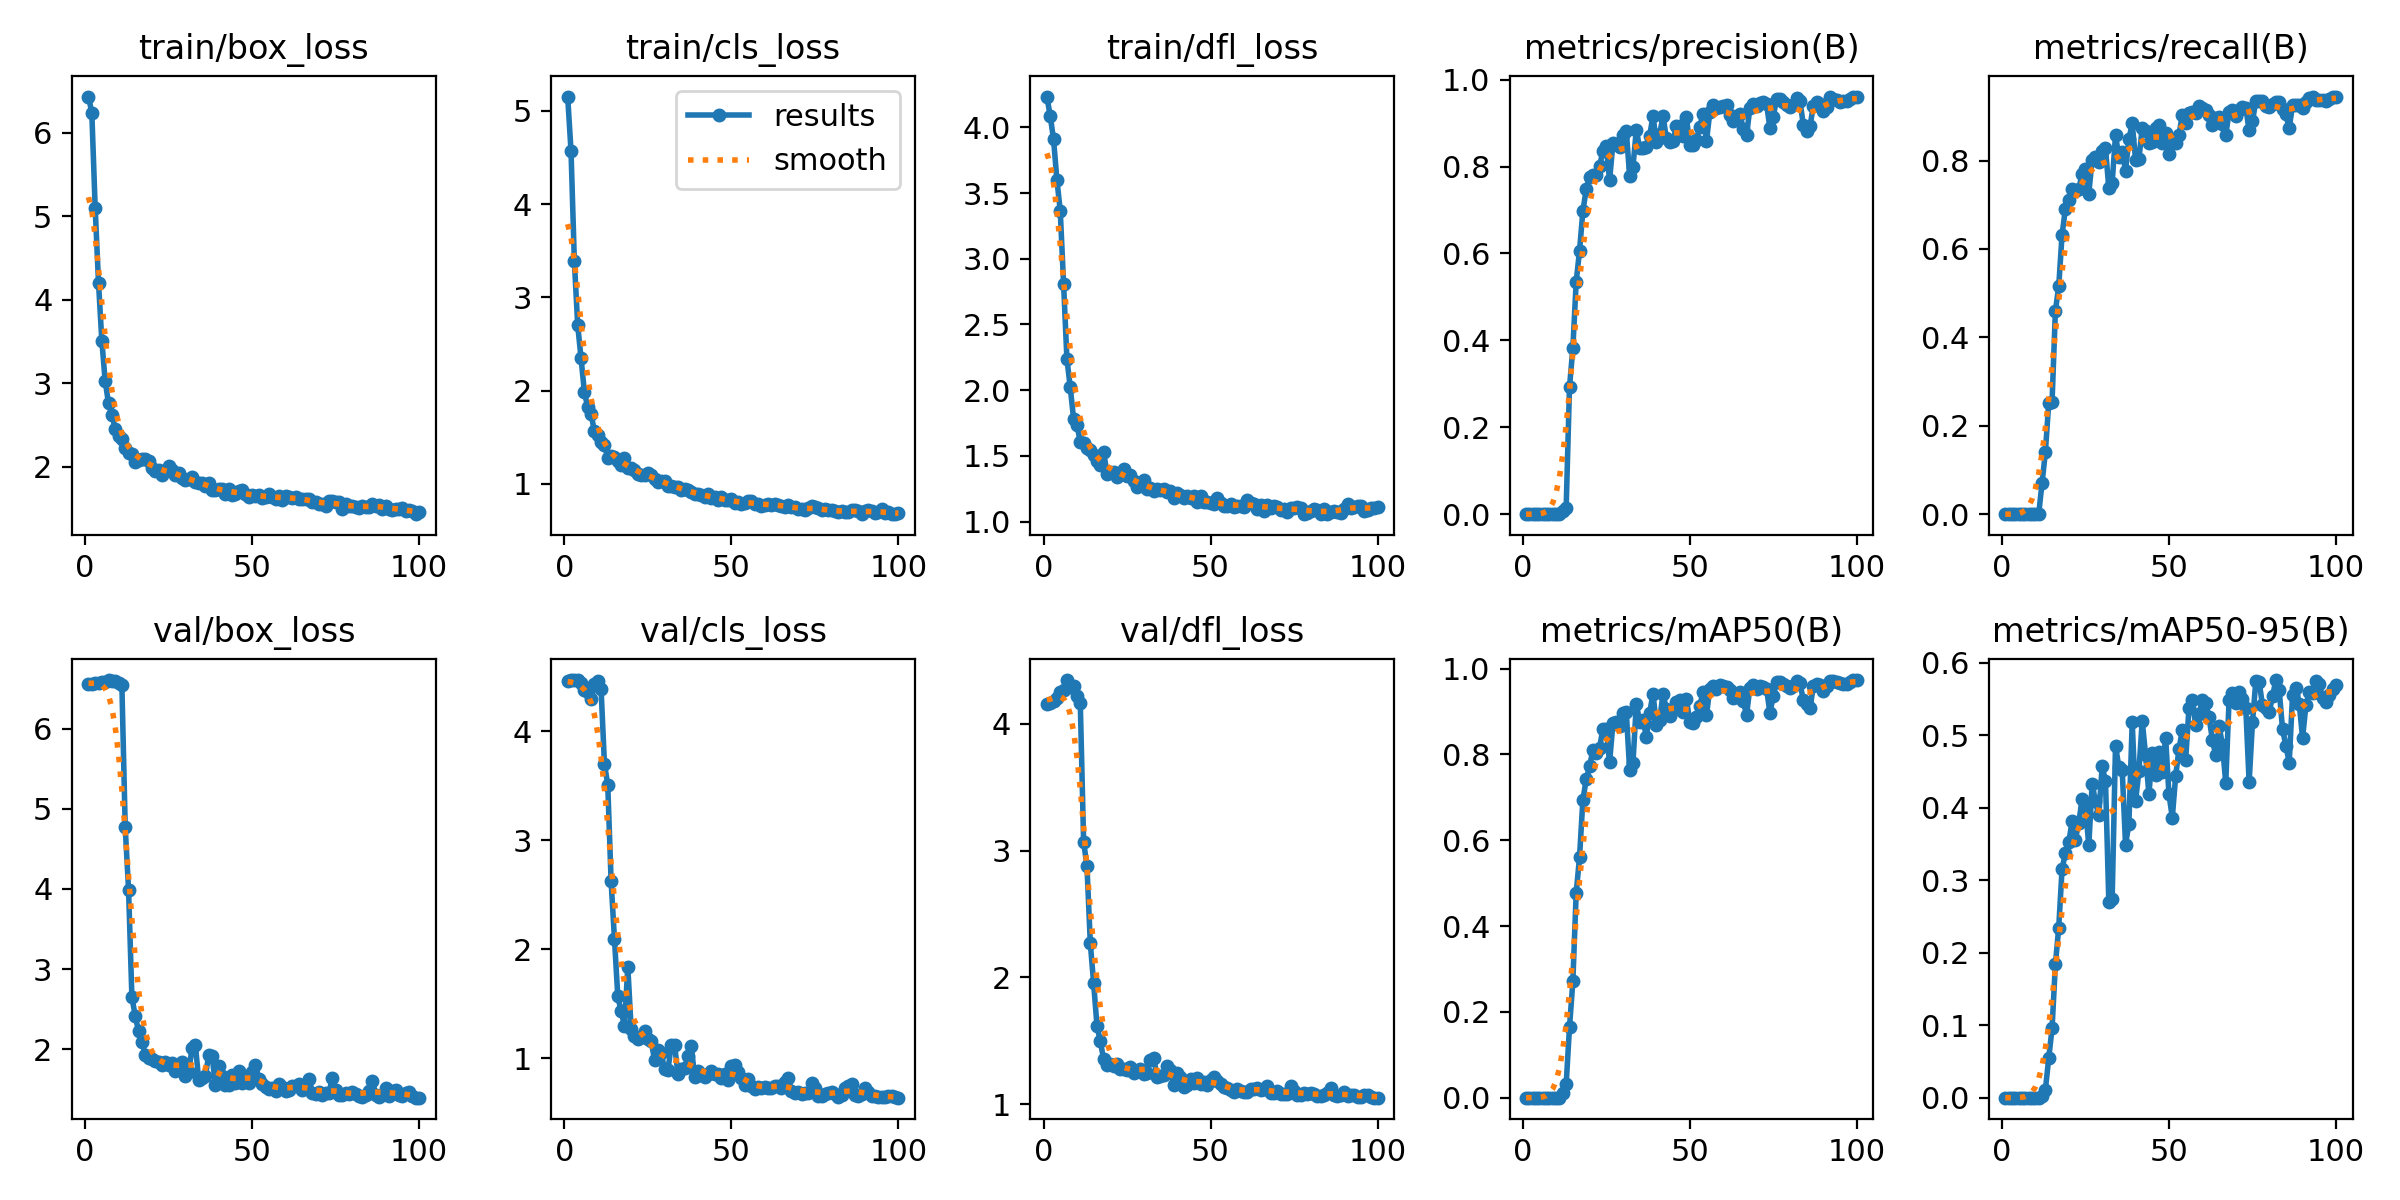 train/box_loss
6
5
4
3
2
0 50 100
train/cls_loss
results
smooth
5
4
3
2
1
0 50 100
train/dfl_loss
4.0
3.5
3.0
2.5
2.0
1.5
1.0
0 50 100
metrics/precision(B)
1.0
0.8
0.6
0.4
0.2
0.0
0 50 100
metrics/recall(B)
0.8
0.6
0.4
0.2
0.0
0 50 100
val/box_loss
6
5
4
3
2
0 50 100
val/cls_loss
4
3
2
1
0 50 100
val/dfl_loss
4
3
2
1
0 50 100
metrics/mAP50(B)
1.0
0.8
0.6
0.4
0.2
0.0
0 50 100
metrics/mAP50-95(B)
0.6
0.5
0.4
0.3
0.2
0.1
0.0
0 50 100